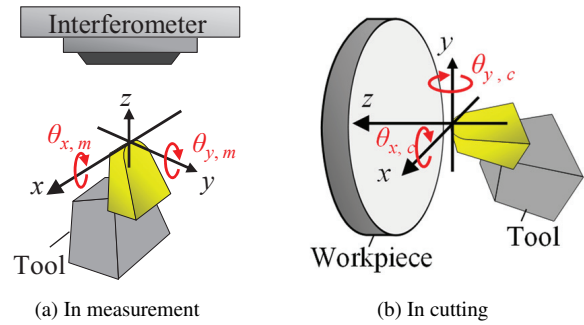 Interferometer
z
θx, m
θy, m
x
y
Tool
(a) In measurement
y
θy, c
z
θx, c
x
Workpiece
Tool
(b) In cutting